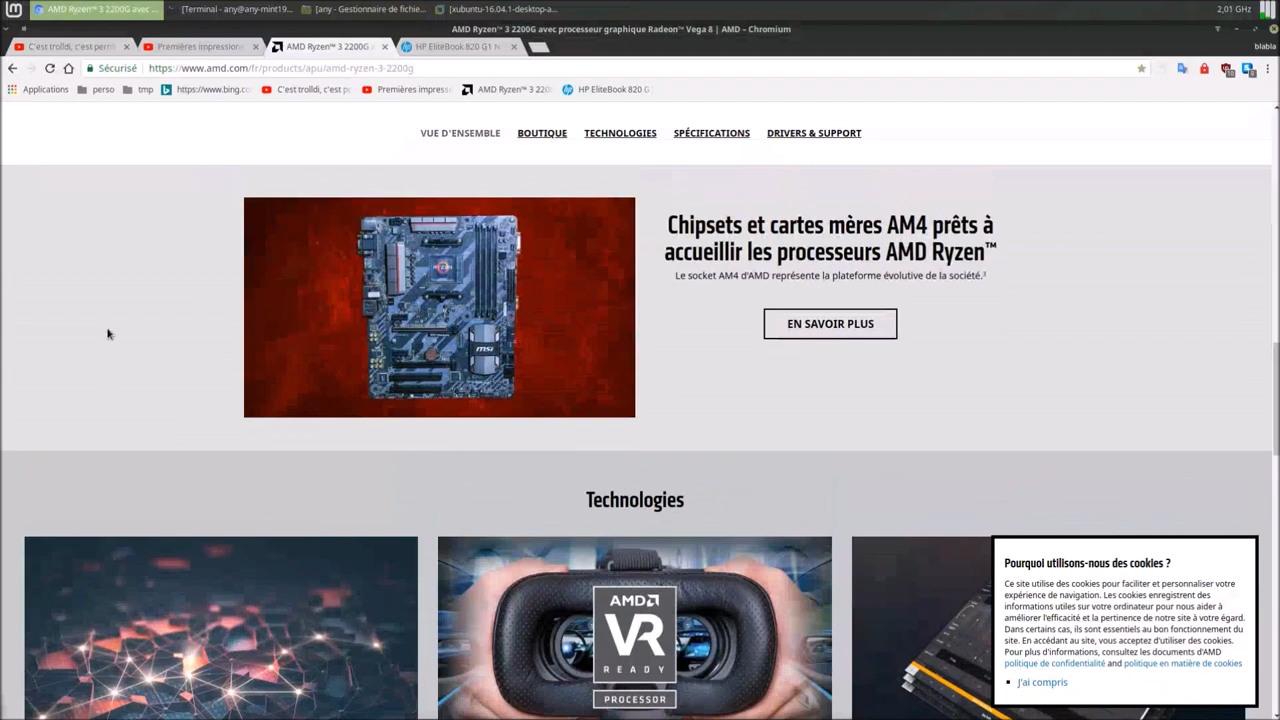 AMD Ryzen™ 3 2200G avec ...
[Terminal - any@any-mint19...
[any - Gestionnaire de fichie...
[xubuntu-16.04.1-desktop-a...
2,01 GHz
AMD Ryzen™ 3 2200G avec processeur graphique Radeon™ Vega 8 | AMD – Chromium
C'est trolldi, c'est perm
Premières impressions
AMD Ryzen™ 3 2200G a
HP EliteBook 820 G1 N
blabla
Sécurisé
https://www.amd.com/fr/products/apu/amd-ryzen-3-2200g
Applications
perso
tmp
https://www.bing.co
C'est trolldi, c'est p
Premières impress
AMD Ryzen™ 3 220
HP EliteBook 820 G
VUE D'ENSEMBLE
BOUTIQUE
TECHNOLOGIES
SPÉCIFICATIONS
DRIVERS & SUPPORT
Chipsets et cartes mères AM4 prêts à
accueillir les processeurs AMD Ryzen™
Le socket AM4 d'AMD représente la plateforme évolutive de la société.³
EN SAVOIR PLUS
msi
Technologies
AMD
VR
READY
PROCESSOR
Pourquoi utilisons-nous des cookies ?
Ce site utilise des cookies pour faciliter et personnaliser votre
expérience de navigation. Les cookies enregistrent des
informations utiles sur votre ordinateur pour nous aider à
améliorer l'efficacité et la pertinence de notre site à votre égard.
Dans certains cas, ils sont essentiels au bon fonctionnement du
site. En accédant au site, vous acceptez d'utiliser des cookies.
Pour plus d'informations, consultez les documents d'AMD
politique de confidentialité and politique en matière de cookies
J'ai compris